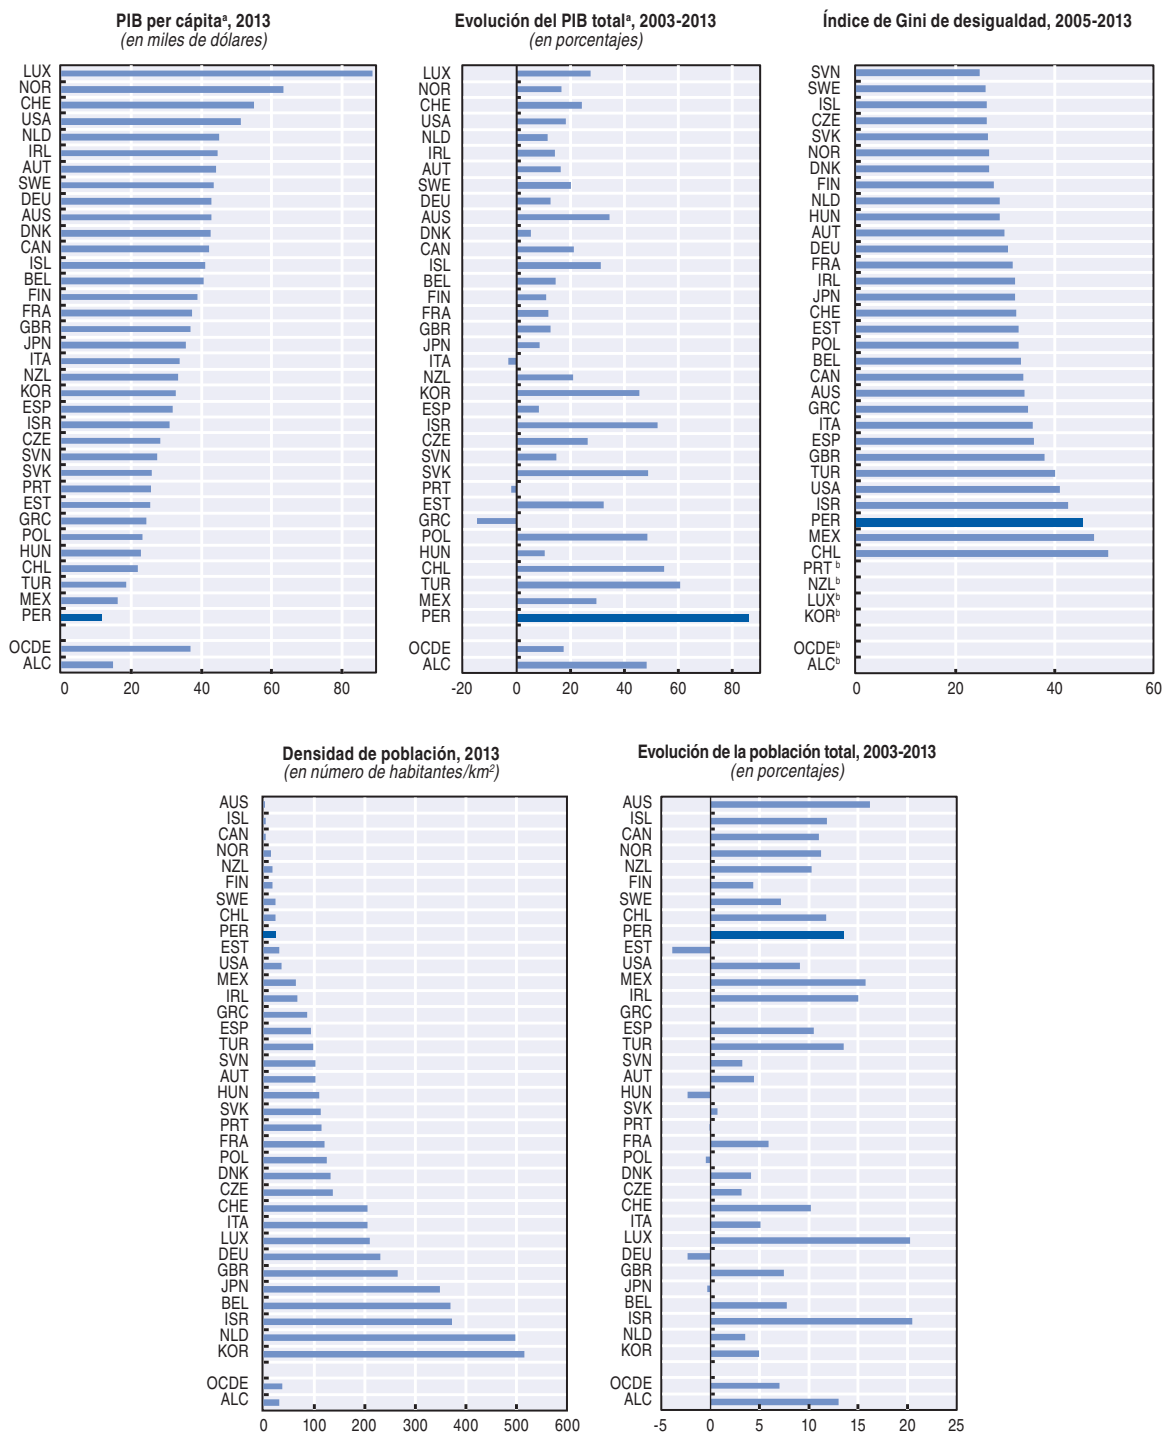 PIB per cápitaᵃ, 2013
(en miles de dólares)
LUX
NOR
CHE
USA
NLD
IRL
AUT
SWE
DEU
AUS
DNK
CAN
ISL
BEL
FIN
FRA
GBR
JPN
ITA
NZL
KOR
ESP
ISR
CZE
SVN
SVK
PRT
EST
GRC
POL
HUN
CHL
TUR
MEX
PER
OCDE
ALC
0 20 40 60 80
Evolución del PIB totalᵃ, 2003-2013
(en porcentajes)
LUX
NOR
CHE
USA
NLD
IRL
AUT
SWE
DEU
AUS
DNK
CAN
ISL
BEL
FIN
FRA
GBR
JPN
ITA
NZL
KOR
ESP
ISR
CZE
SVN
SVK
PRT
EST
GRC
POL
HUN
CHL
TUR
MEX
PER
OCDE
ALC
-20 0 20 40 60 80
Índice de Gini de desigualdad, 2005-2013
SVN
SWE
ISL
CZE
SVK
NOR
DNK
FIN
NLD
HUN
AUT
DEU
FRA
IRL
JPN
CHE
EST
POL
BEL
CAN
AUS
GRC
ITA
ESP
GBR
TUR
USA
ISR
PER
MEX
CHL
PRT ᵇ
NZLᵇ
LUXᵇ
KORᵇ
OCDEᵇ
ALCᵇ
0 20 40 60
Densidad de población, 2013
(en número de habitantes/km²)
AUS
ISL
CAN
NOR
NZL
FIN
SWE
CHL
PER
EST
USA
MEX
IRL
GRC
ESP
TUR
SVN
AUT
HUN
SVK
PRT
FRA
POL
DNK
CZE
CHE
ITA
LUX
DEU
GBR
JPN
BEL
ISR
NLD
KOR
OCDE
ALC
0 100 200 300 400 500 600
Evolución de la población total, 2003-2013
(en porcentajes)
AUS
ISL
CAN
NOR
NZL
FIN
SWE
CHL
PER
EST
USA
MEX
IRL
GRC
ESP
TUR
SVN
AUT
HUN
SVK
PRT
FRA
POL
DNK
CZE
CHE
ITA
LUX
DEU
GBR
JPN
BEL
ISR
NLD
KOR
OCDE
ALC
-5 0 5 10 15 20 25